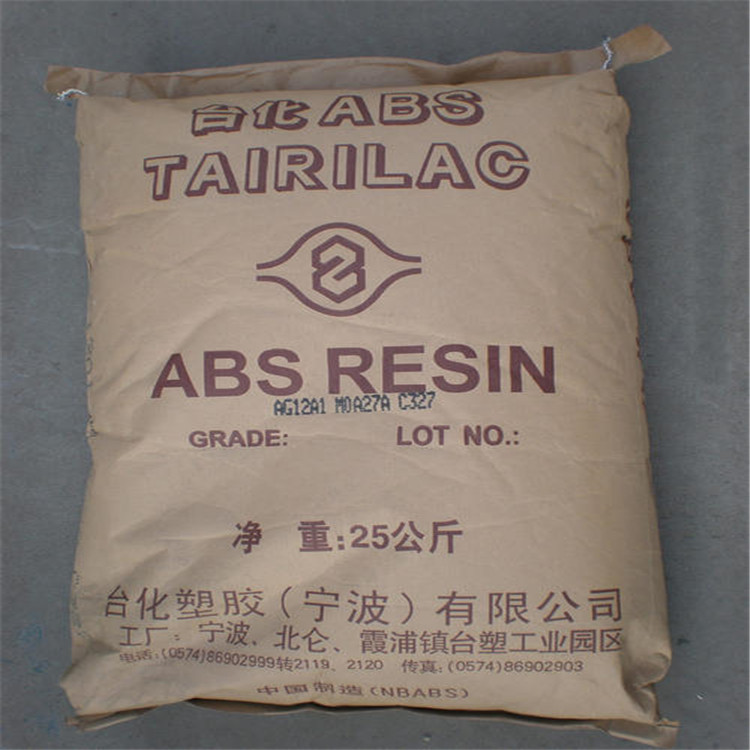 台化ABS
TAIRILAC
ABS RESIN
AG12A1 M0A27A C327
GRADE: LOT NO.:
净 重:25公斤
台化塑胶(宁波)有限公司
工厂:宁波、北仑、霞浦镇台塑工业园区
电话:(0574)86902999转2119、2120 传真:(0574)86902903
中国制造(NBABS)